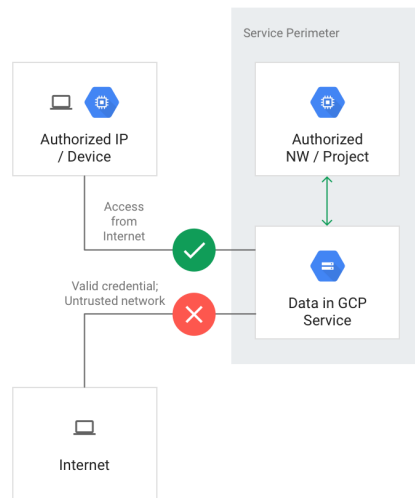 Service Perimeter
Authorized IP
/ Device
Authorized
NW / Project
Access
from
Internet
Valid credential;
Untrusted network
Data in GCP
Service
Internet